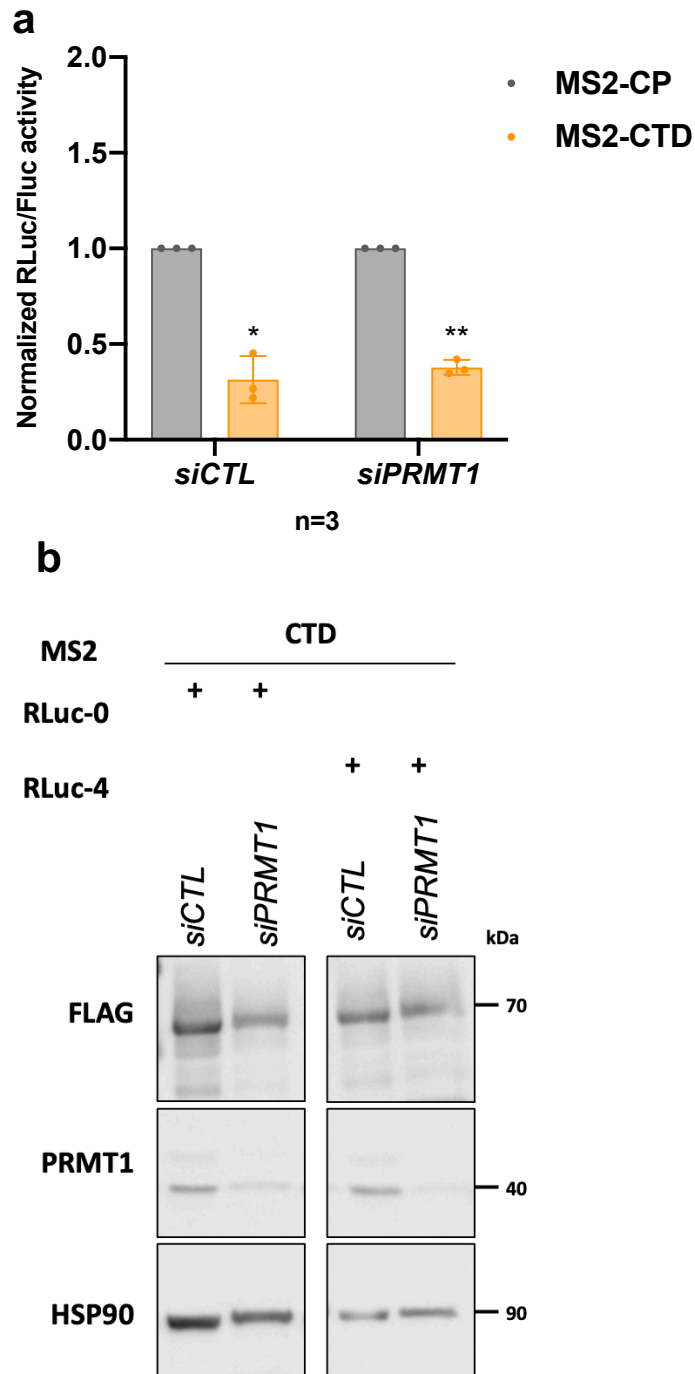 a
Normalized RLuc/Fluc activity
2.0
1.5
1.0
0.5
0.0
MS2-CP
MS2-CTD
*
**
siCTL
siPRMT1
n=3
b
MS2
CTD
RLuc-0
+ +
RLuc-4
+ +
siCTL
siPRMT1
siCTL
siPRMT1
kDa
FLAG
70
PRMT1
40
HSP90
90